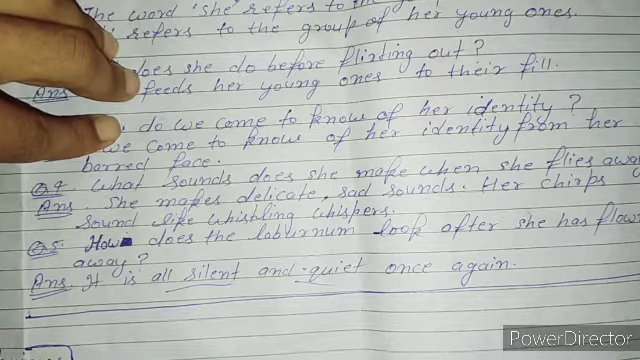 The word 'she' refers to the
refers to the group of her young ones.
does she do before flirting out?
Ans feeds her young ones to their fill.
do we come to know of her identity?
we come to know of her identity from her
barred face.
Q4. What sounds does she make when she flies away
Ans. She makes delicate, sad sounds. Her chirps
sound like whistling whispers.
Q5. How does the laburnum look after she has flown
away?
Ans. It is all silent and quiet once again.
PowerDirector